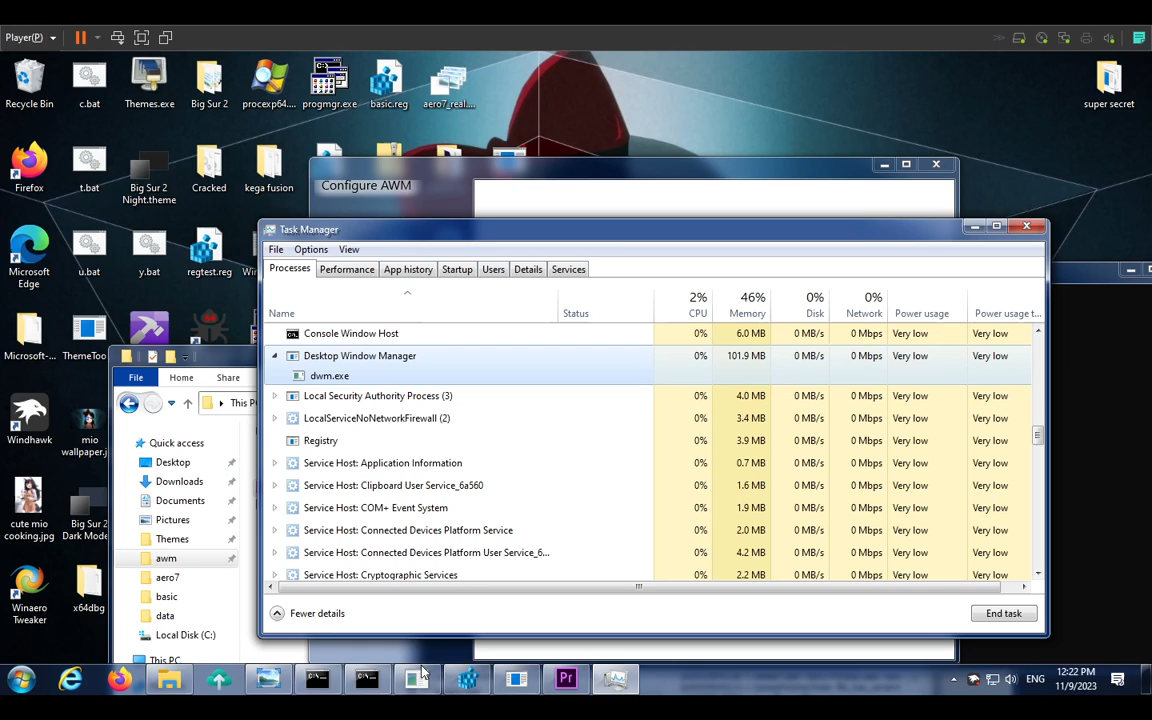 Player(P)
Recycle Bin
c.bat
Themes.exe
Big Sur 2
procexp64....
progmgr.exe
basic.reg
aero7_real....
super secret
Firefox
t.bat
Big Sur 2
Night.theme
Cracked
kega fusion
Configure AWM
Microsoft
Edge
u.bat
y.bat
regtest.reg
Task Manager
File
Options
View
Processes
Performance
App history
Startup
Users
Details
Services
Name
Status
2%
CPU
46%
Memory
0%
Disk
0%
Network
Power usage
Power usage t...
Console Window Host
0%
6.0 MB
0 MB/s
0 Mbps
Very low
Very low
Desktop Window Manager
0%
101.9 MB
0 MB/s
0 Mbps
Very low
Very low
dwm.exe
Local Security Authority Process (3)
0%
4.0 MB
0 MB/s
0 Mbps
Very low
Very low
LocalServiceNoNetworkFirewall (2)
0%
3.4 MB
0 MB/s
0 Mbps
Very low
Very low
Registry
0%
3.9 MB
0 MB/s
0 Mbps
Very low
Very low
Service Host: Application Information
0%
0.7 MB
0 MB/s
0 Mbps
Very low
Very low
Service Host: Clipboard User Service_6a560
0%
1.6 MB
0 MB/s
0 Mbps
Very low
Very low
Service Host: COM+ Event System
0%
1.9 MB
0 MB/s
0 Mbps
Very low
Very low
Service Host: Connected Devices Platform Service
0%
2.0 MB
0 MB/s
0 Mbps
Very low
Very low
Service Host: Connected Devices Platform User Service_6...
0%
4.2 MB
0 MB/s
0 Mbps
Very low
Very low
Service Host: Cryptographic Services
0%
2.2 MB
0 MB/s
0 Mbps
Very low
Very low
Fewer details
End task
Microsoft-...
ThemeToo
File
Home
Share
This P
Windhawk
mio
wallpaper.j
Quick access
Desktop
Downloads
Documents
Pictures
Themes
awm
aero7
basic
data
Local Disk (C:)
This PC
cute mio
cooking.jpg
Big Sur 2
Dark Mode
Winaero
Tweaker
x64dbg
Pr
ENG
12:22 PM
11/9/2023